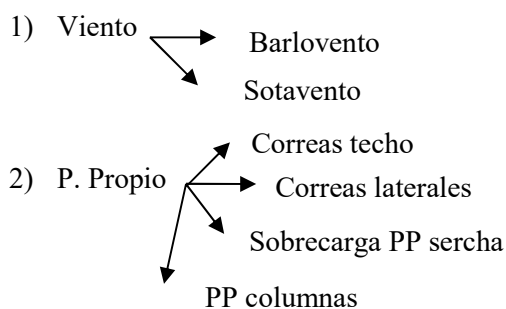 1) Viento
Barlovento
Sotavento
Correas techo
2) P. Propio
Correas laterales
Sobrecarga PP sercha
PP columnas